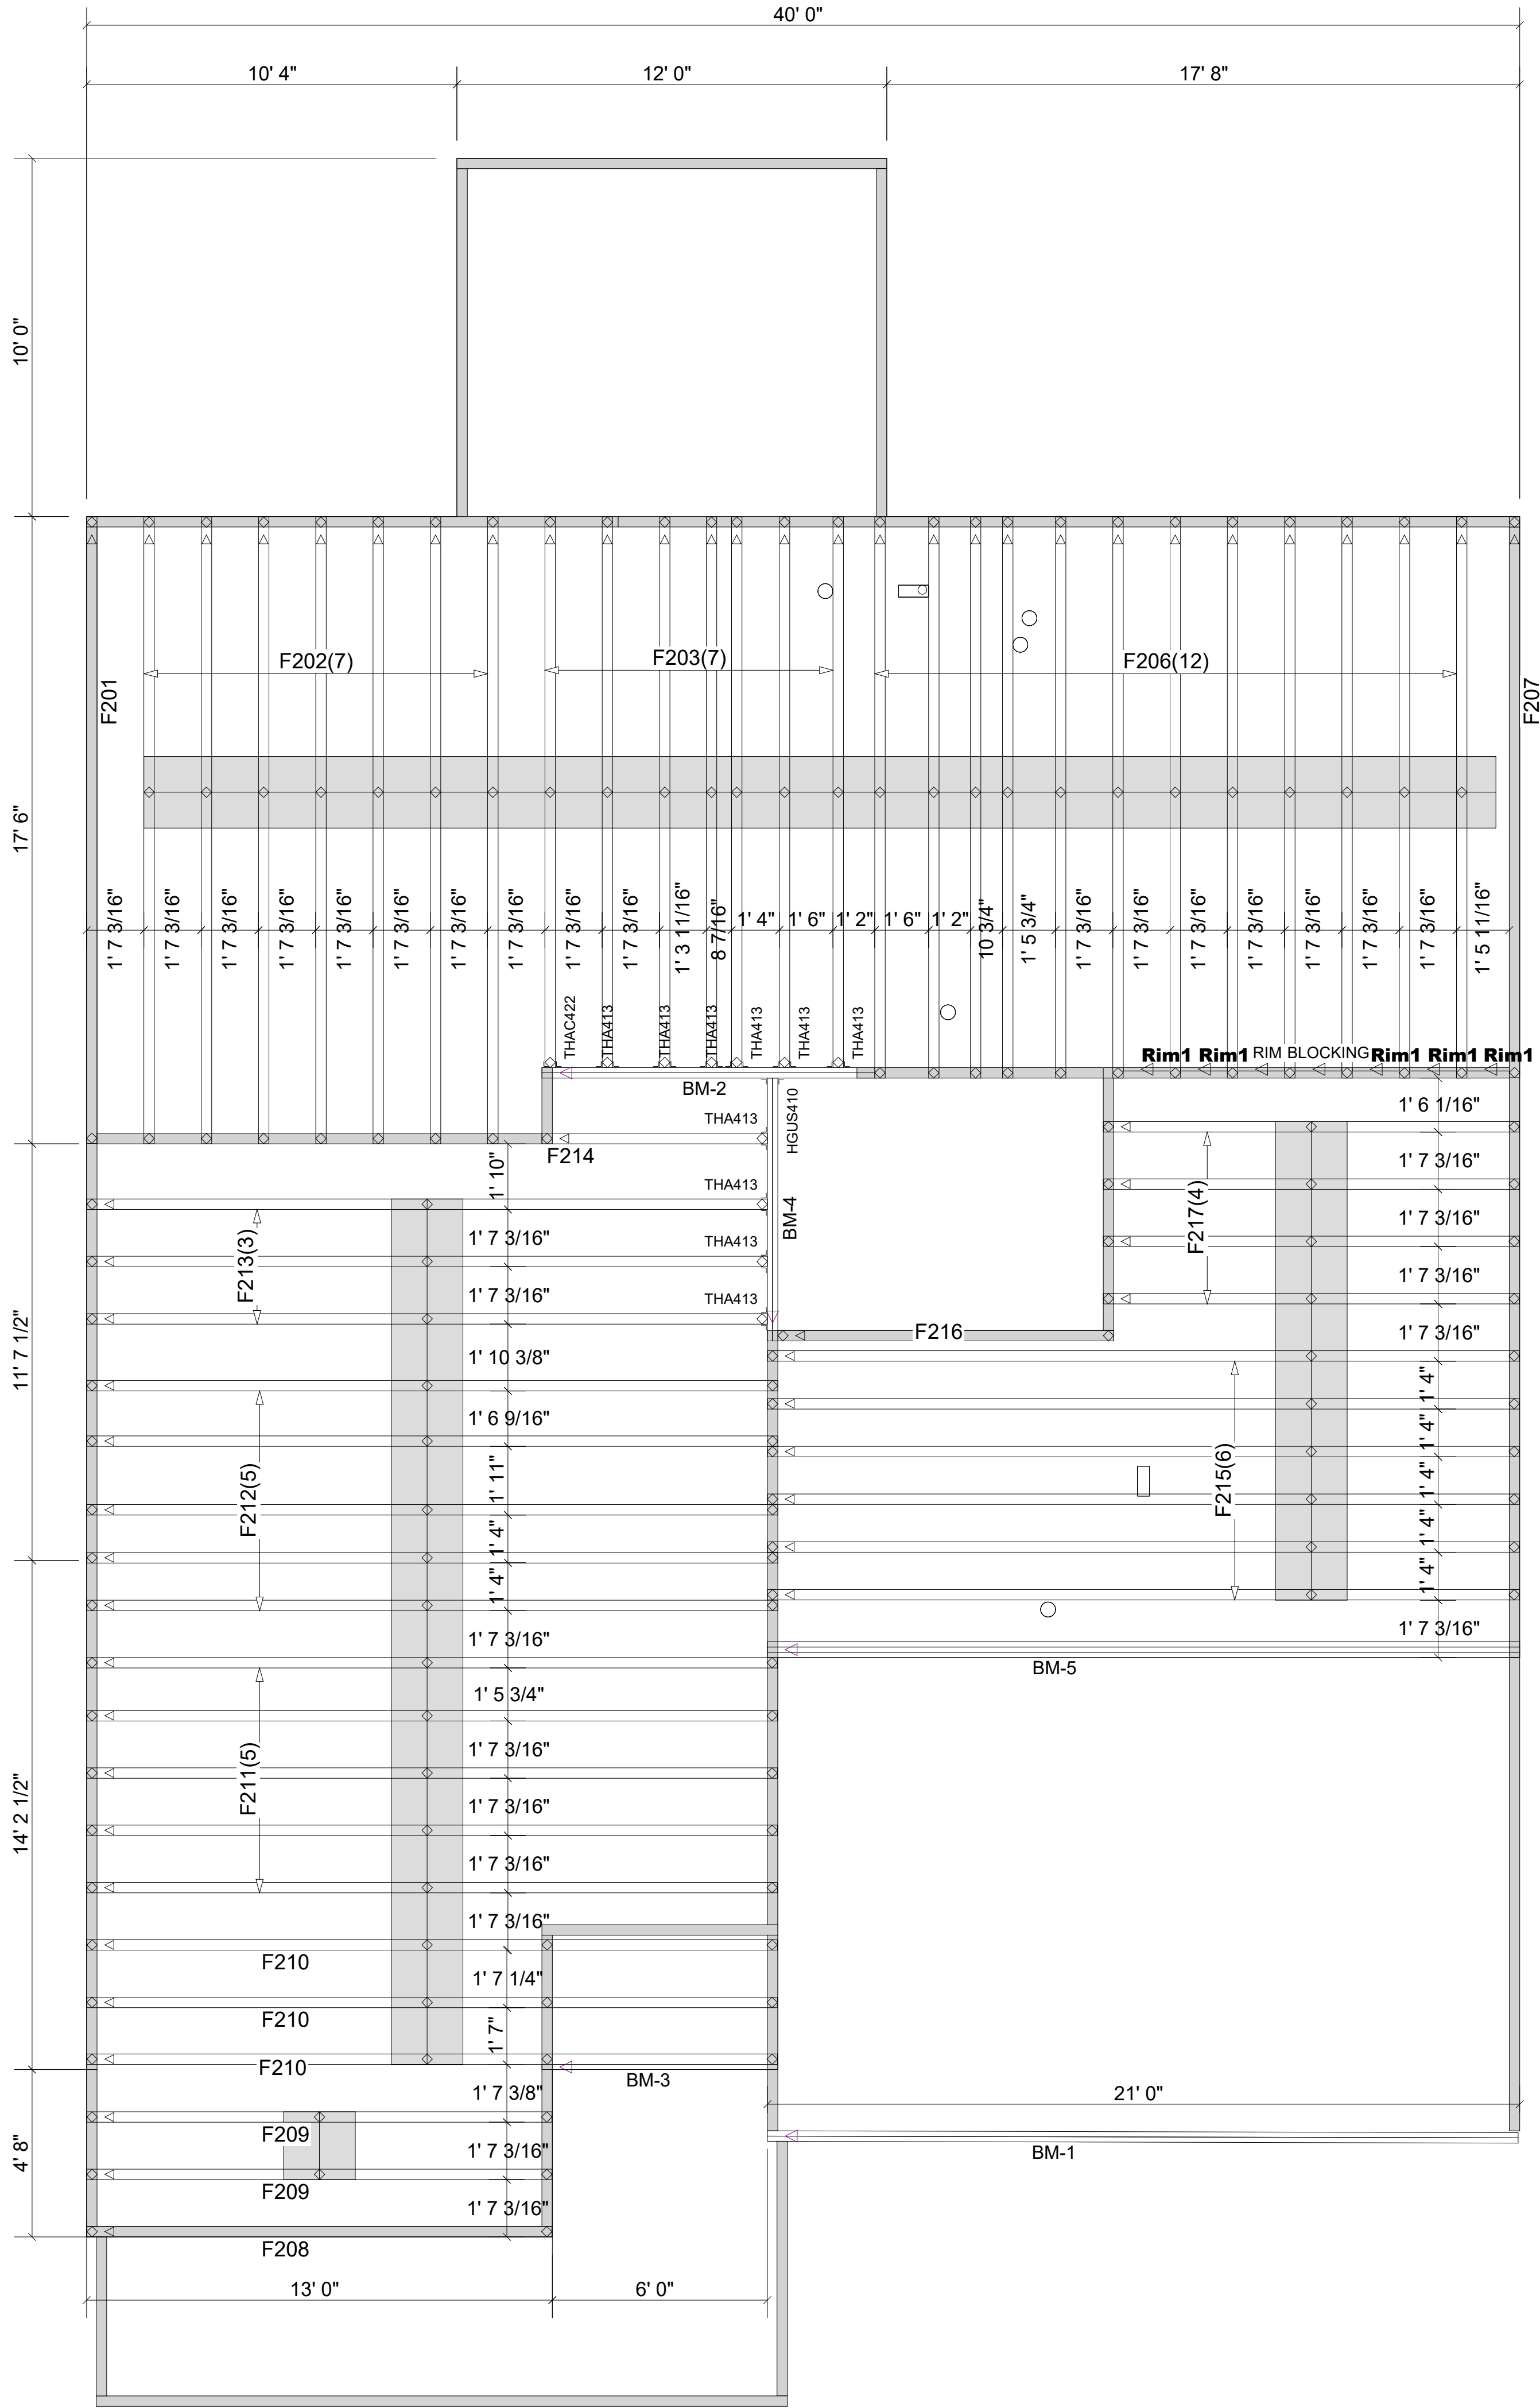 40' 0"
10' 4"
12' 0"
17' 8"
10' 0"
F202(7)
F203(7)
F206(12)
F201
F207
17' 6"
1' 7 3/16"
1' 7 3/16"
1' 7 3/16"
1' 7 3/16"
1' 7 3/16"
1' 7 3/16"
1' 7 3/16"
1' 7 3/16"
1' 7 3/16"
1' 7 3/16"
1' 3 11/16"
8 7/16"
1' 4"
1' 6"
1' 2"
1' 6"
1' 2"
10 3/4"
1' 5 3/4"
1' 7 3/16"
1' 7 3/16"
1' 7 3/16"
1' 7 3/16"
1' 7 3/16"
1' 7 3/16"
1' 7 3/16"
1' 5 11/16"
THAC422
THA413
THA413
THA413
THA413
THA413
THA413
Rim1
Rim1
RIM BLOCKING
Rim1
Rim1
Rim1
BM-2
HGUS410
THA413
1' 6 1/16"
F214
1' 10"
1' 7 3/16"
THA413
F217(4)
BM-4
1' 7 3/16"
F213(3)
1' 7 3/16"
THA413
1' 7 3/16"
1' 7 3/16"
THA413
F216
1' 7 3/16"
11' 7 1/2"
1' 10 3/8"
1' 4"
1' 6 9/16"
1' 4"
F212(5)
1' 11"
F215(6)
1' 4"
1' 4"
1' 4"
1' 4"
1' 4"
1' 7 3/16"
1' 7 3/16"
BM-5
1' 5 3/4"
1' 7 3/16"
F211(5)
14' 2 1/2"
1' 7 3/16"
1' 7 3/16"
1' 7 3/16"
F210
1' 7 1/4"
F210
1' 7"
F210
BM-3
1' 7 3/8"
21' 0"
F209
4' 8"
1' 7 3/16"
BM-1
F209
1' 7 3/16"
F208
13' 0"
6' 0"